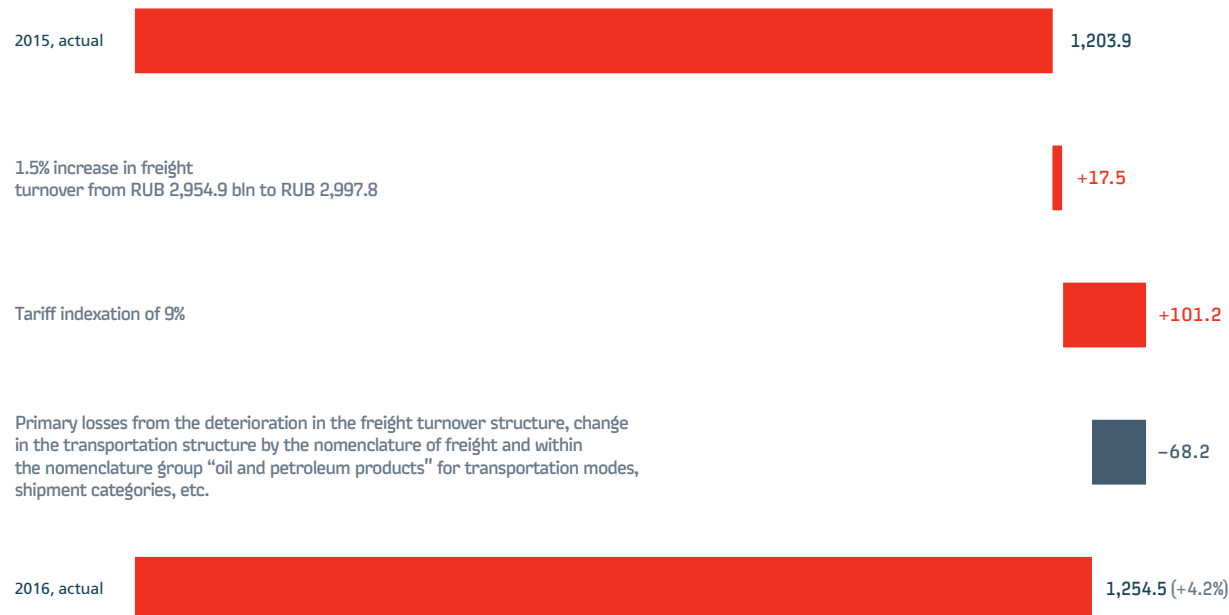 2015, actual 1,203.9
1.5% increase in freight
turnover from RUB 2,954.9 bln to RUB 2,997.8
+17.5
Tariff indexation of 9% +101.2
Primary losses from the deterioration in the freight turnover structure, change
in the transportation structure by the nomenclature of freight and within
the nomenclature group “oil and petroleum products” for transportation modes,
shipment categories, etc.
–68.2
2016, actual 1,254.5 (+4.2%)